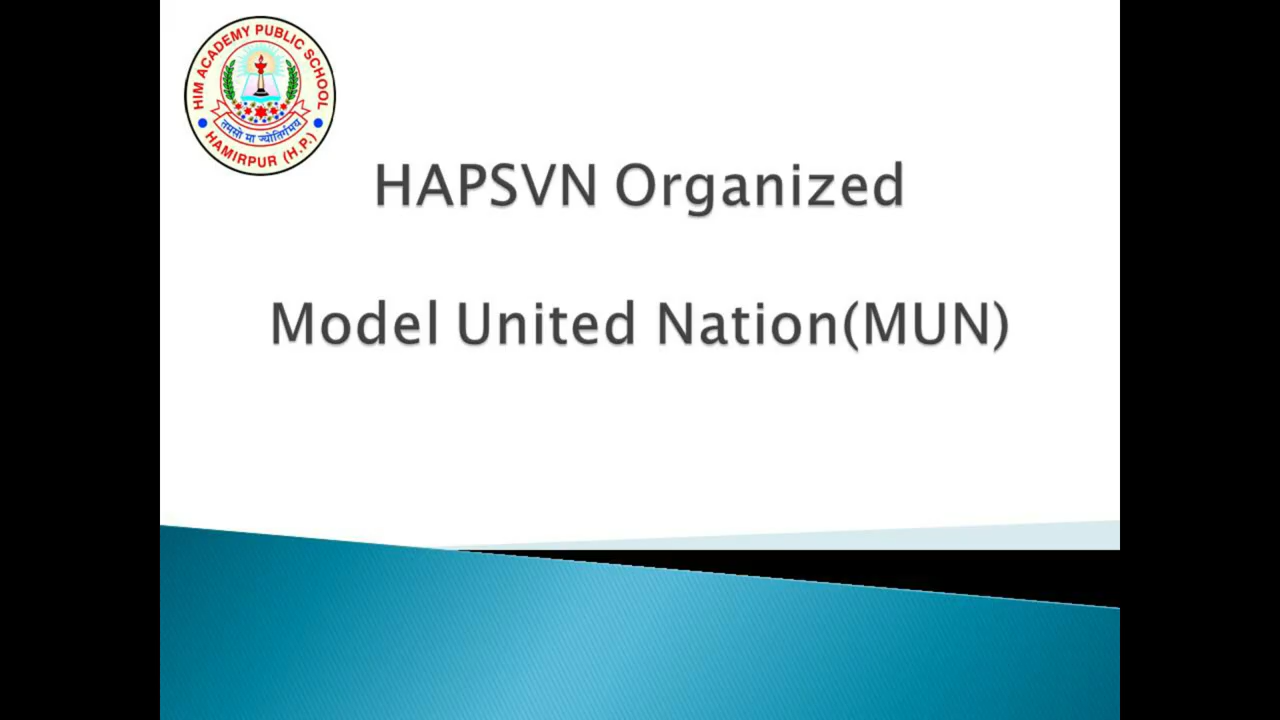 HIM ACADEMY PUBLIC SCHOOL
तमसो मा ज्योतिर्गमय
HAMIRPUR (H.P.)
HAPSVN Organized
Model United Nation(MUN)